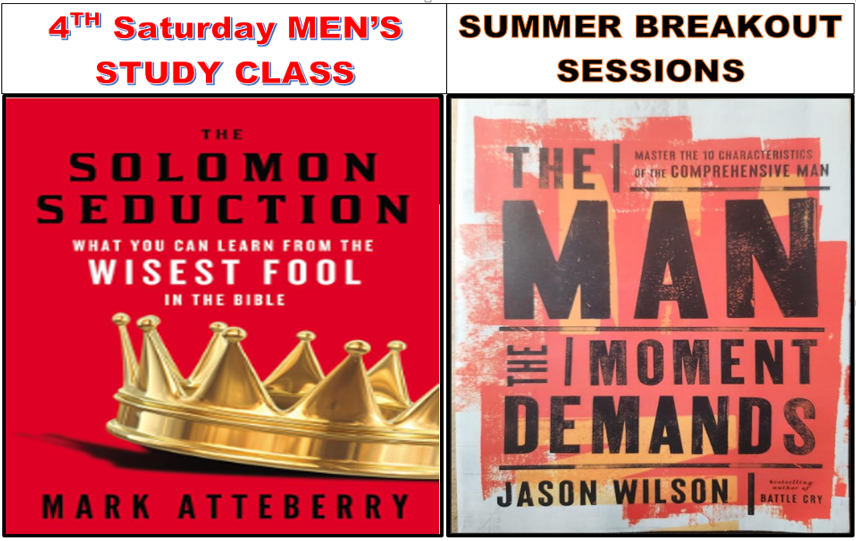 4TH Saturday MEN'S
STUDY CLASS
SUMMER BREAKOUT
SESSIONS
THE
SOLOMON
SEDUCTION
WHAT YOU CAN LEARN FROM THE
WISEST FOOL
IN THE BIBLE
MARK ATTEBERRY
THE
MASTER THE 10 CHARACTERISTICS
OF THE COMPREHENSIVE MAN
MAN
THE
MOMENT
DEMANDS
JASON WILSON
bestselling
author of
BATTLE CRY